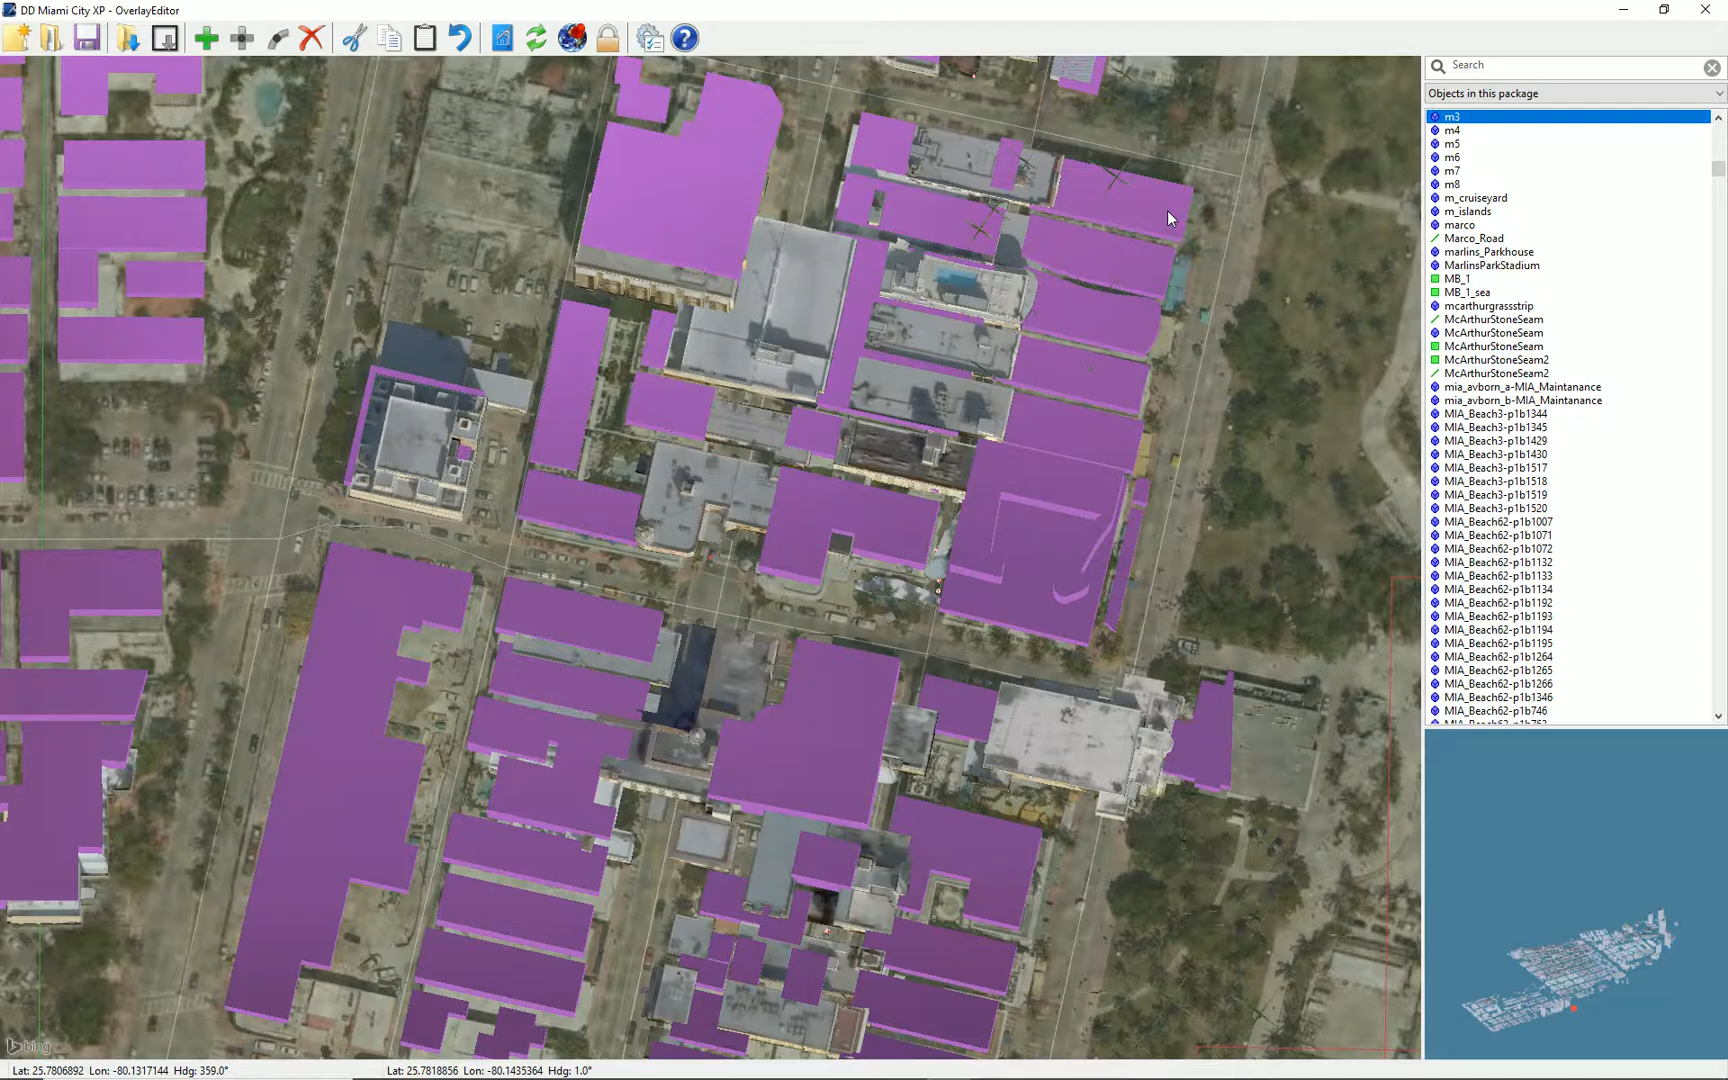 DD Miami City XP - OverlayEditor
Search
Objects in this package
m3
m4
m5
m6
m7
m8
m_cruiseyard
m_islands
marco
Marco_Road
marlins_Parkhouse
MarlinsParkStadium
MB_1
MB_1_sea
mcarthurgrassstrip
McArthurStoneSeam
McArthurStoneSeam
McArthurStoneSeam
McArthurStoneSeam2
McArthurStoneSeam2
mia_avborn_a-MIA_Maintanance
mia_avborn_b-MIA_Maintanance
MIA_Beach3-p1b1344
MIA_Beach3-p1b1345
MIA_Beach3-p1b1429
MIA_Beach3-p1b1430
MIA_Beach3-p1b1517
MIA_Beach3-p1b1518
MIA_Beach3-p1b1519
MIA_Beach3-p1b1520
MIA_Beach62-p1b1007
MIA_Beach62-p1b1071
MIA_Beach62-p1b1072
MIA_Beach62-p1b1132
MIA_Beach62-p1b1133
MIA_Beach62-p1b1134
MIA_Beach62-p1b1192
MIA_Beach62-p1b1193
MIA_Beach62-p1b1194
MIA_Beach62-p1b1195
MIA_Beach62-p1b1264
MIA_Beach62-p1b1265
MIA_Beach62-p1b1266
MIA_Beach62-p1b1346
MIA_Beach62-p1b746
bing
Lat: 25.7806892 Lon: -80.1317144 Hdg: 359.0°
Lat: 25.7818856 Lon: -80.1435364 Hdg: 1.0°